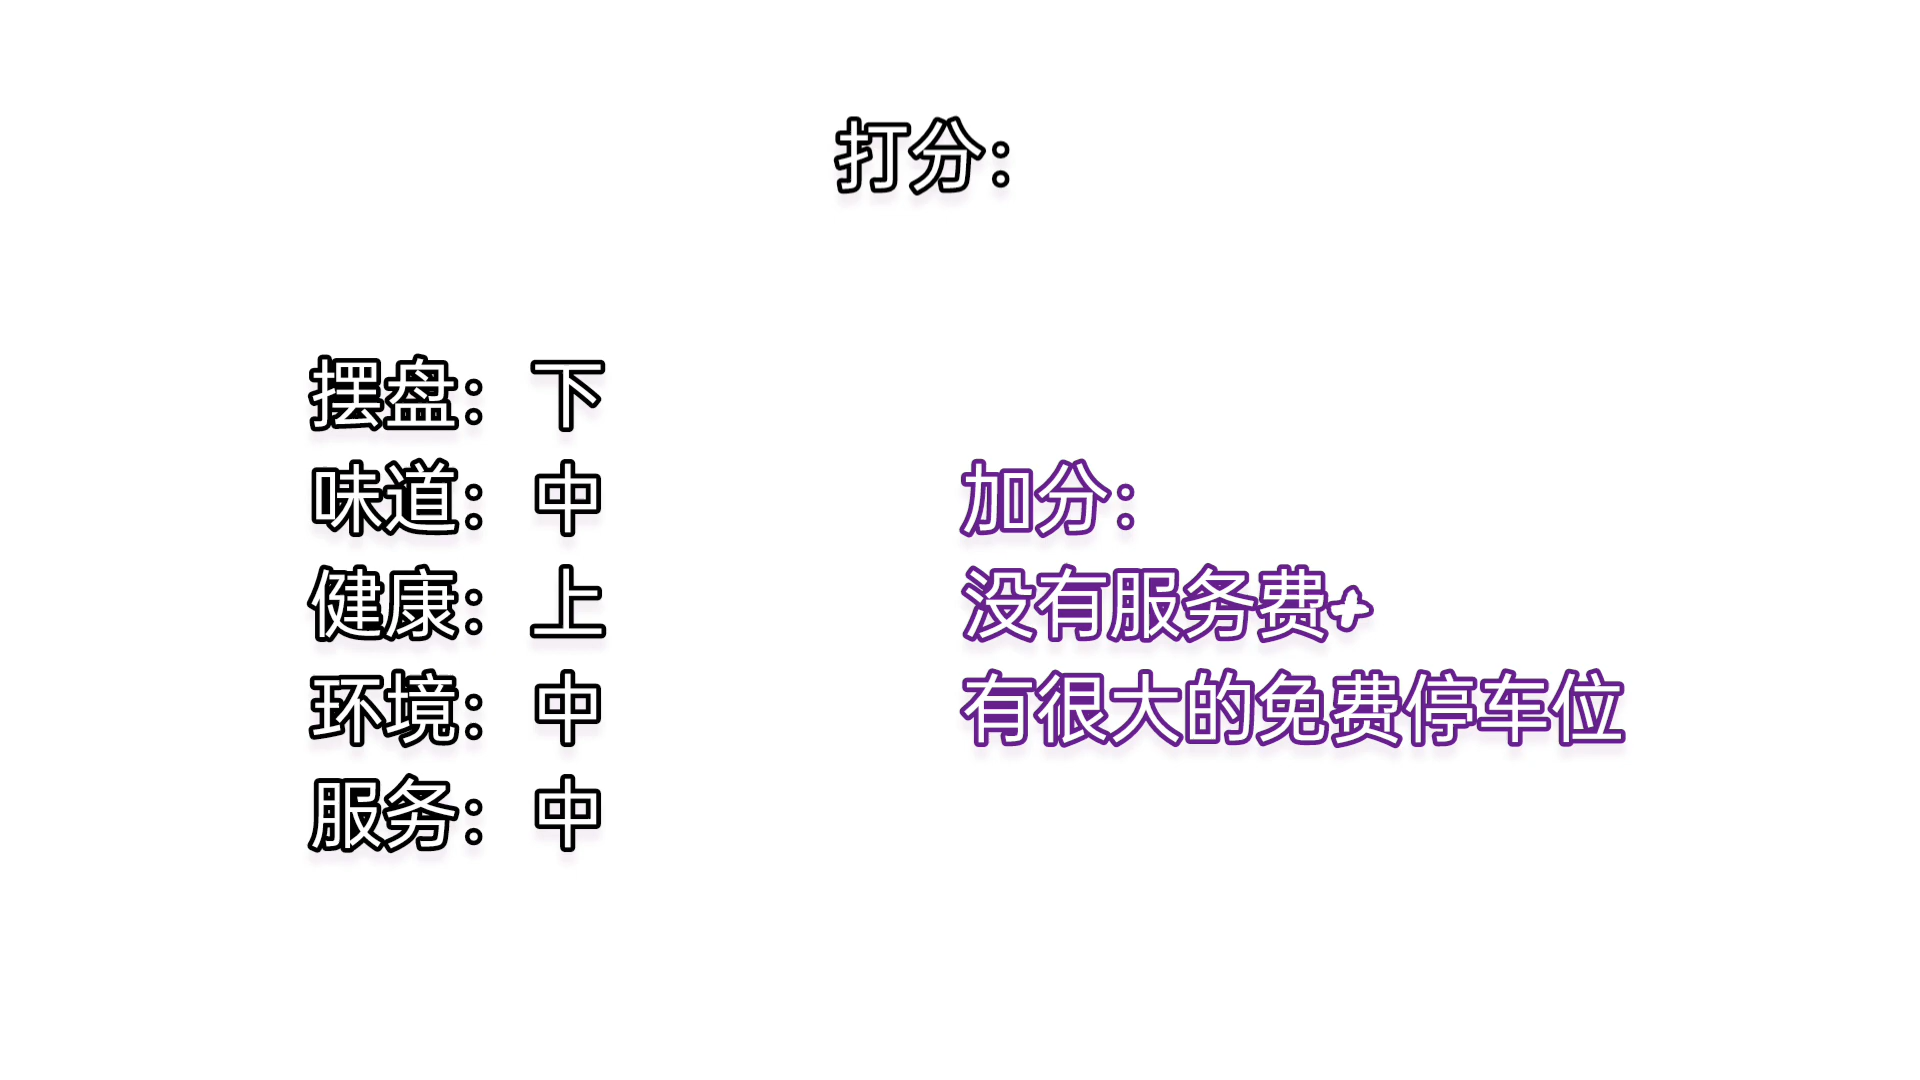 打分：
摆盘：下
味道：中
健康：上
环境：中
服务：中
加分：
没有服务费+
有很大的免费停车位